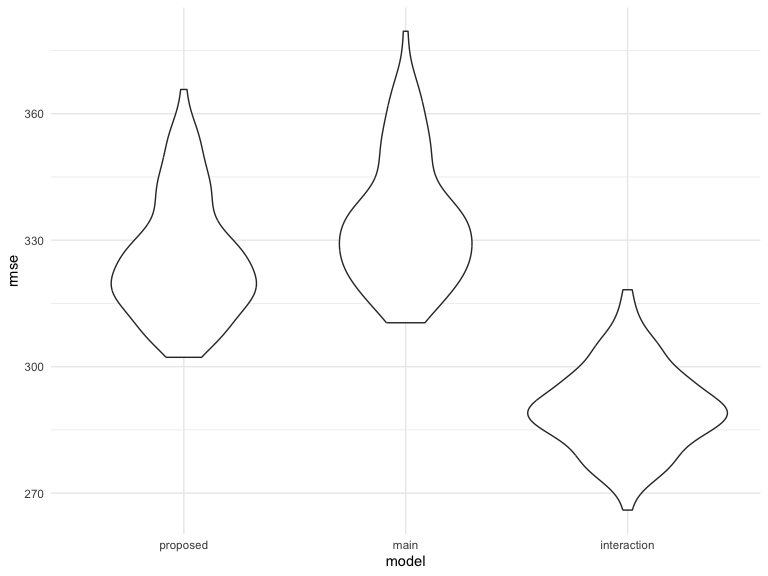 360
330
300
270
rmse
proposed
main
interaction
model